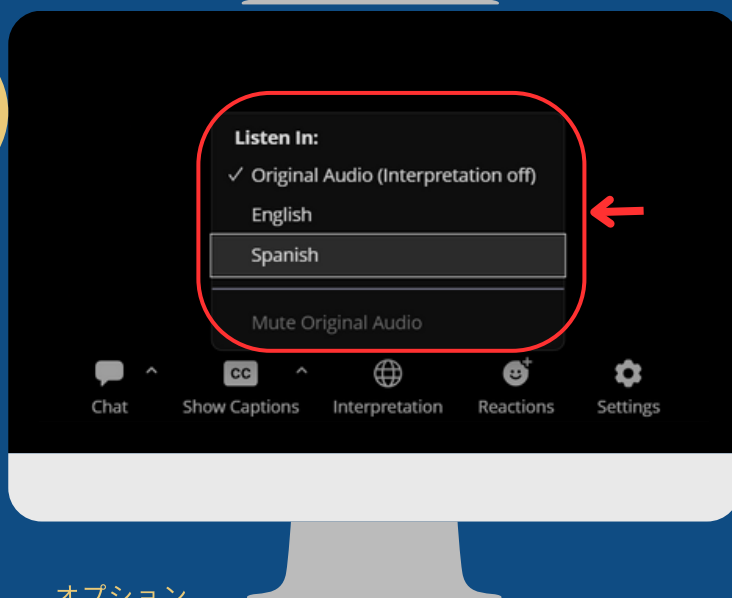 Listen In:
✓ Original Audio (Interpretation off)
English
Spanish
Mute Original Audio
CC
Chat Show Captions Interpretation Reactions Settings
オプション